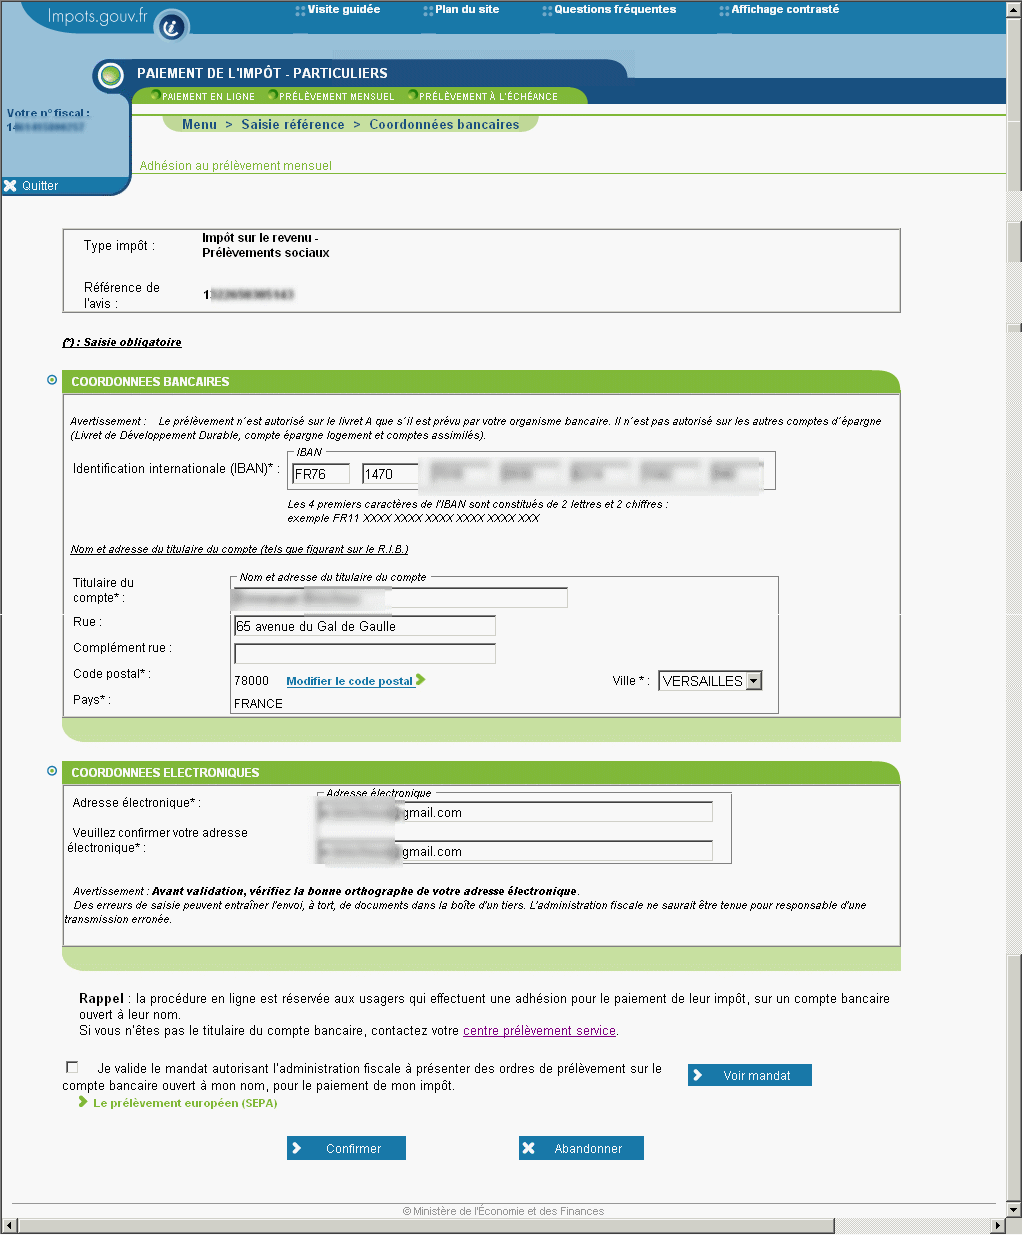 Impots.gouv.fr
Visite guidée Plan du site Questions fréquentes Affichage contrasté
PAIEMENT DE L'IMPÔT - PARTICULIERS
PAIEMENT EN LIGNE PRÉLÈVEMENT MENSUEL PRÉLÈVEMENT À L'ÉCHÉANCE
Votre n° fiscal :
Menu > Saisie référence > Coordonnées bancaires
Adhésion au prélèvement mensuel
Quitter
Type impôt : Impôt sur le revenu -
Prélèvements sociaux
Référence de
l'avis :
(*) : Saisie obligatoire
COORDONNEES BANCAIRES
Avertissement : Le prélèvement n´est autorisé sur le livret A que s´il est prévu par votre organisme bancaire. Il n´est pas autorisé sur les autres comptes d´épargne
(Livret de Développement Durable, compte épargne logement et comptes assimilés).
IBAN
Identification internationale (IBAN)* : FR76 1470
Les 4 premiers caractères de l'IBAN sont constitués de 2 lettres et 2 chiffres :
exemple FR11 XXXX XXXX XXXX XXXX XXXX XXX
Nom et adresse du titulaire du compte (tels que figurant sur le R.I.B.)
Nom et adresse du titulaire du compte
Titulaire du
compte* :
Rue : 65 avenue du Gal de Gaulle
Complément rue :
Code postal* : 78000 Modifier le code postal Ville * : VERSAILLES
Pays* : FRANCE
COORDONNEES ELECTRONIQUES
Adresse électronique
Adresse électronique* : gmail.com
Veuillez confirmer votre adresse
électronique* : gmail.com
Avertissement : Avant validation, vérifiez la bonne orthographe de votre adresse électronique.
Des erreurs de saisie peuvent entraîner l'envoi, à tort, de documents dans la boîte d'un tiers. L'administration fiscale ne saurait être tenue pour responsable d'une
transmission erronée.
Rappel : la procédure en ligne est réservée aux usagers qui effectuent une adhésion pour le paiement de leur impôt, sur un compte bancaire
ouvert à leur nom.
Si vous n'êtes pas le titulaire du compte bancaire, contactez votre centre prélèvement service.
Je valide le mandat autorisant l'administration fiscale à présenter des ordres de prélèvement sur le
compte bancaire ouvert à mon nom, pour le paiement de mon impôt.
Voir mandat
Le prélèvement européen (SEPA)
Confirmer Abandonner
© Ministère de l'Économie et des Finances